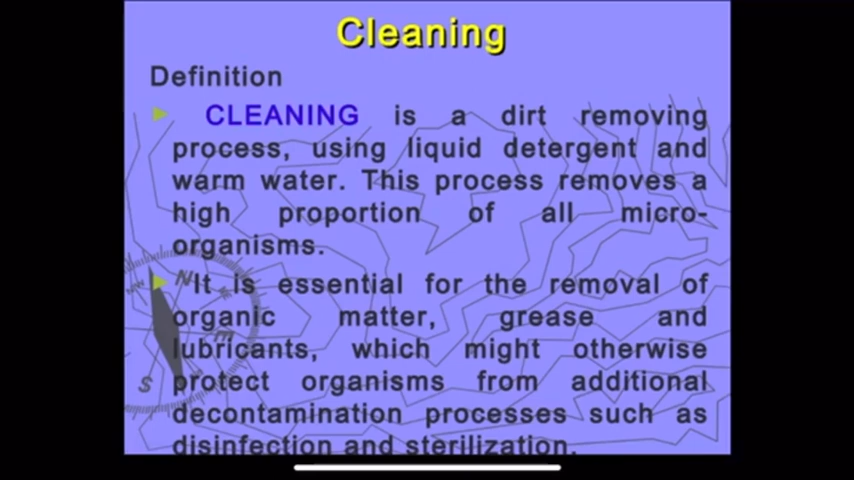 Cleaning
Definition
CLEANING is a dirt removing
process, using liquid detergent and
warm water. This process removes a
high proportion of all micro-
organisms.
It is essential for the removal of
organic matter, grease and
lubricants, which might otherwise
protect organisms from additional
decontamination processes such as
disinfection and sterilization.
N
E
S